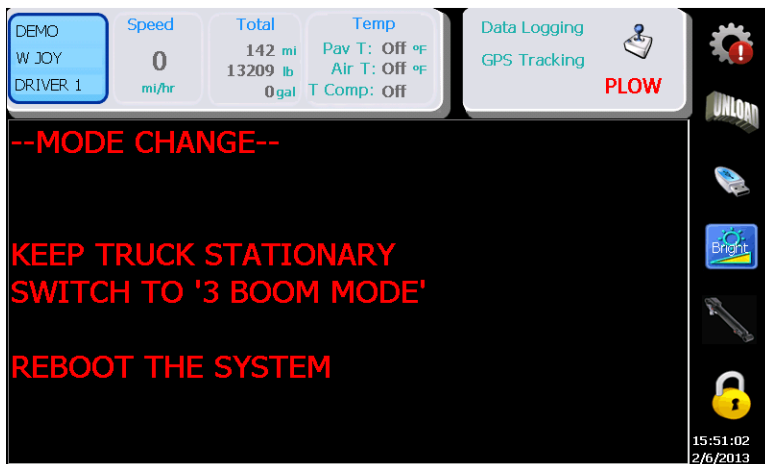 DEMO
W JOY
DRIVER 1
Speed
0
mi/hr
Total
142 mi
13209 lb
0 gal
Temp
Pav T: Off ºF
Air T: Off ºF
T Comp: Off
Data Logging
GPS Tracking
PLOW
UNLOAD
Bright
--MODE CHANGE--
KEEP TRUCK STATIONARY
SWITCH TO '3 BOOM MODE'
REBOOT THE SYSTEM
15:51:02
2/6/2013